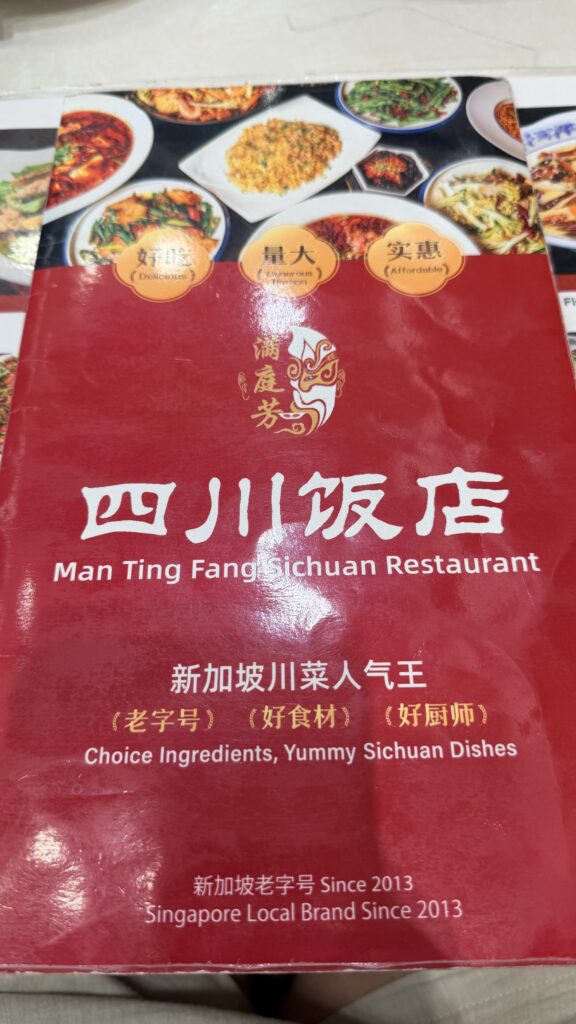 好吃
(Delicious)
量大
实惠
(Affordable)
满庭芳
四川饭店
Man Ting Fang Sichuan Restaurant
新加坡川菜人气王
(老字号) (好食材) (好厨师)
Choice Ingredients, Yummy Sichuan Dishes
新加坡老字号 Since 2013
Singapore Local Brand Since 2013